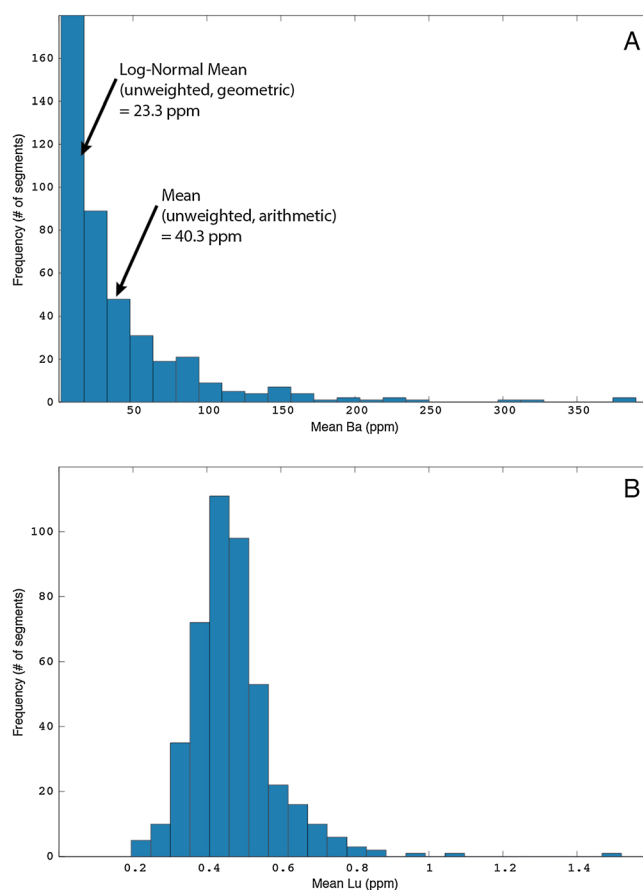 A
180
160
140
120
100
80
60
40
20
0
Frequency (# of segments)
Log-Normal Mean
(unweighted, geometric)
= 23.3 ppm
Mean
(unweighted, arithmetic)
= 40.3 ppm
50 100 150 200 250 300 350
Mean Ba (ppm)
B
100
80
60
40
20
0
Frequency (# of segments)
0.2 0.4 0.6 0.8 1 1.2 1.4
Mean Lu (ppm)